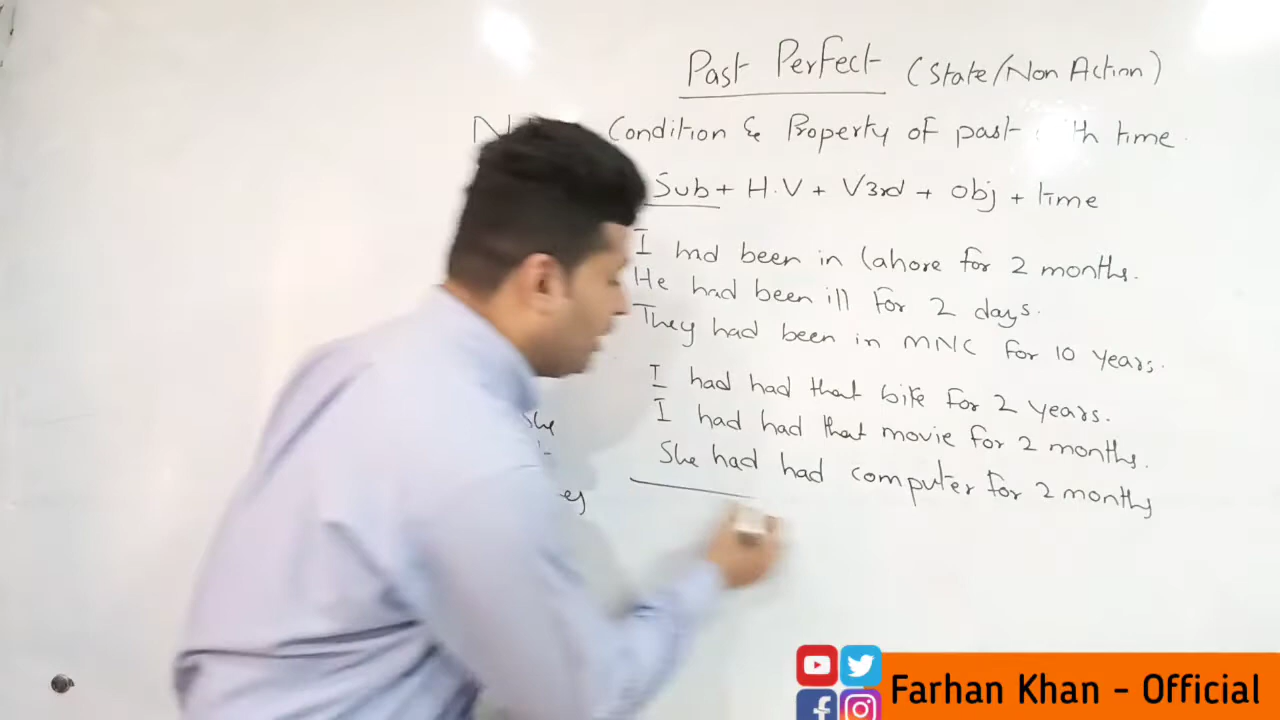 Past Perfect (State/Non Action)
Condition & Property of past with time.
Sub + H.V + V3rd + Obj + time
I had been in Lahore for 2 months.
He had been ill for 2 days.
They had been in MNC for 10 years.
I had had that bike for 2 years.
I had had that movie for 2 months.
She had had computer for 2 months
She
Farhan Khan - Official